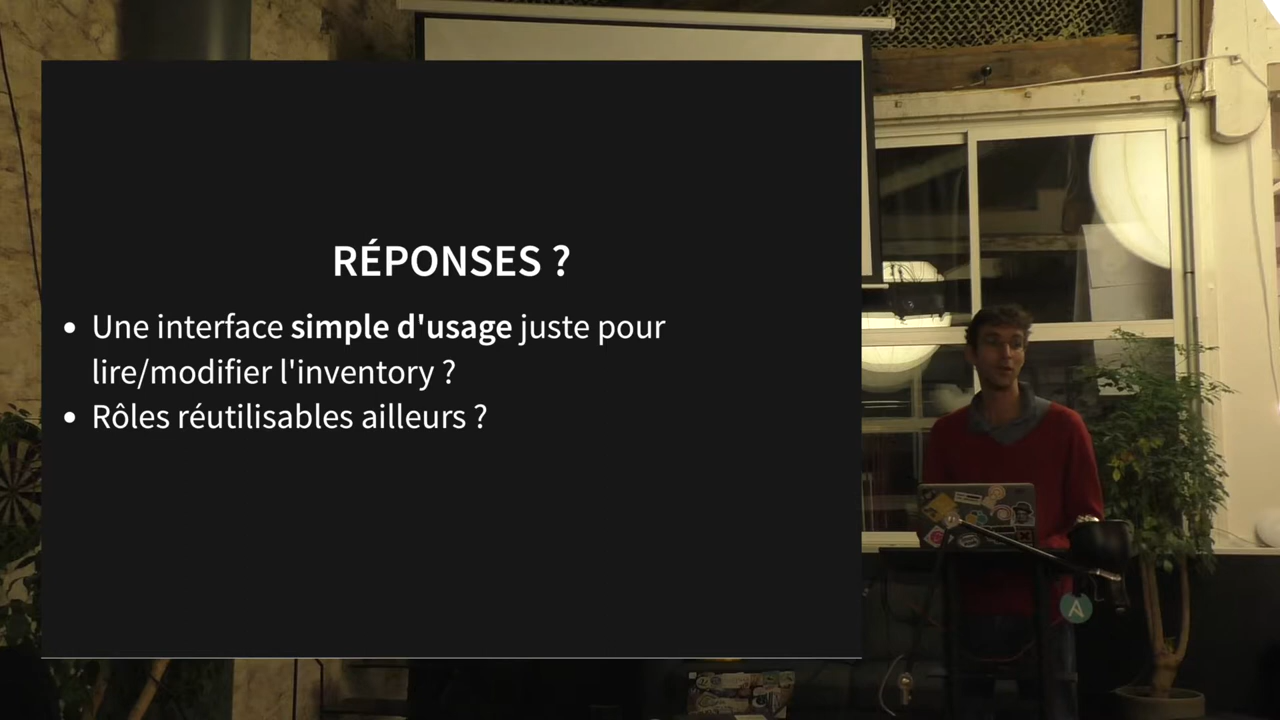 RÉPONSES ?
• Une interface simple d'usage juste pour
lire/modifier l'inventory ?
• Rôles réutilisables ailleurs ?